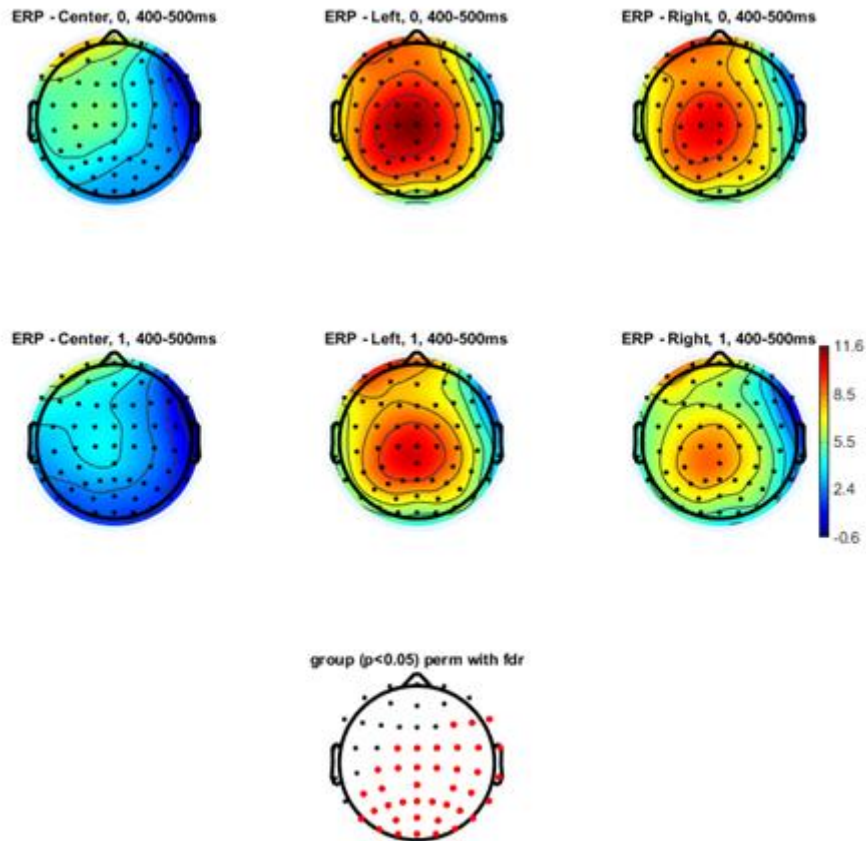 ERP - Center, 0, 400-500ms
ERP - Left, 0, 400-500ms
ERP - Right, 0, 400-500ms
ERP - Center, 1, 400-500ms
ERP - Left, 1, 400-500ms
ERP - Right, 1, 400-500ms
11.6
8.5
5.5
2.4
-0.6
group (p<0.05) perm with fdr